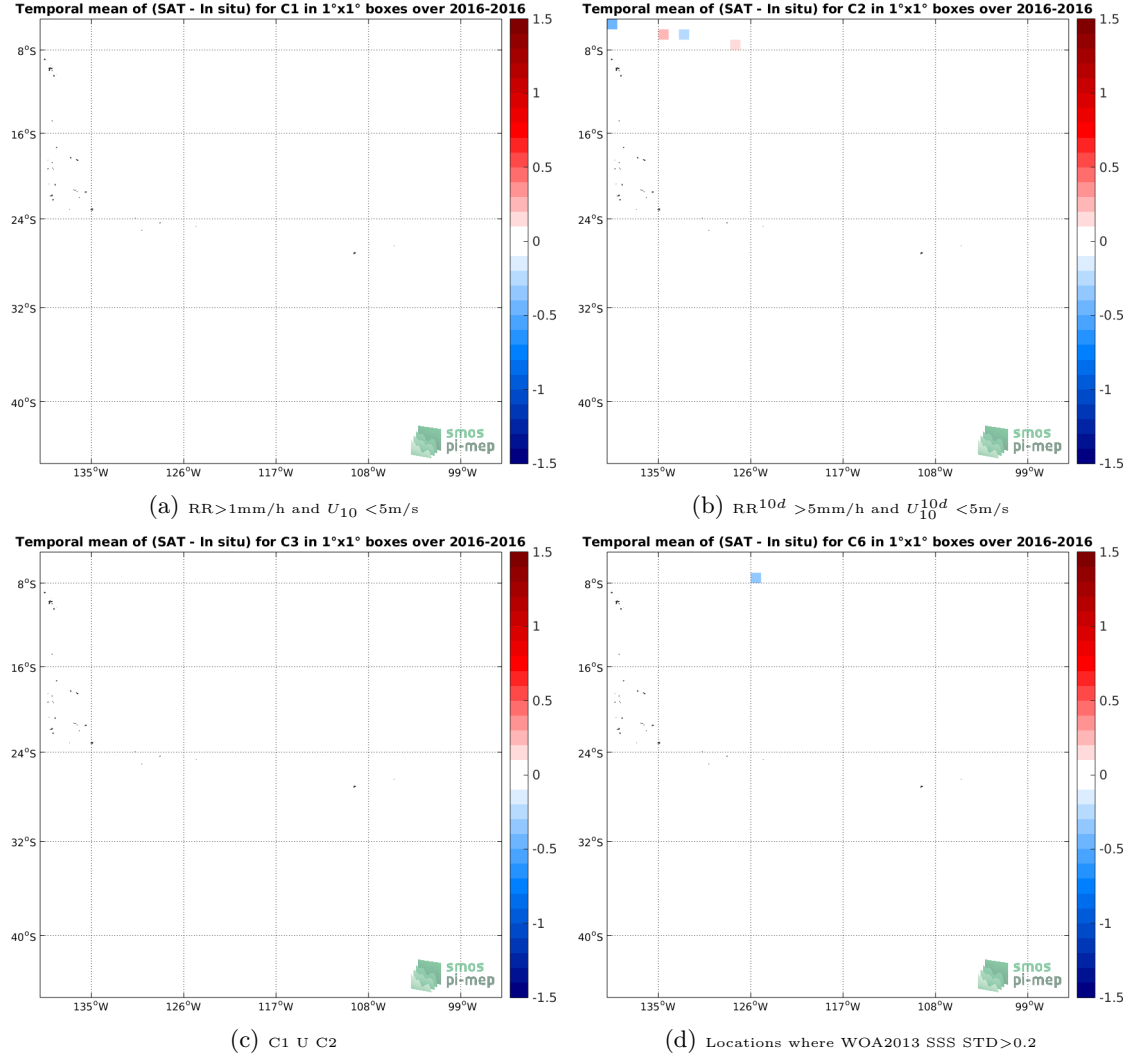 Temporal mean of (SAT - In situ) for C1 in 1°x1° boxes over 2016-2016
8°S
16°S
24°S
32°S
40°S
135°W
126°W
117°W
108°W
99°W
1.5
1
0.5
0
-0.5
-1
-1.5
smos
pi-mep
(a) RR>1mm/h and U10 <5m/s
Temporal mean of (SAT - In situ) for C2 in 1°x1° boxes over 2016-2016
8°S
16°S
24°S
32°S
40°S
135°W
126°W
117°W
108°W
99°W
1.5
1
0.5
0
-0.5
-1
-1.5
smos
pi-mep
(b) RR10d >5mm/h and U10d10 <5m/s
Temporal mean of (SAT - In situ) for C3 in 1°x1° boxes over 2016-2016
8°S
16°S
24°S
32°S
40°S
135°W
126°W
117°W
108°W
99°W
1.5
1
0.5
0
-0.5
-1
-1.5
smos
pi-mep
(c) C1 U C2
Temporal mean of (SAT - In situ) for C6 in 1°x1° boxes over 2016-2016
8°S
16°S
24°S
32°S
40°S
135°W
126°W
117°W
108°W
99°W
1.5
1
0.5
0
-0.5
-1
-1.5
smos
pi-mep
(d) Locations where WOA2013 SSS STD>0.2